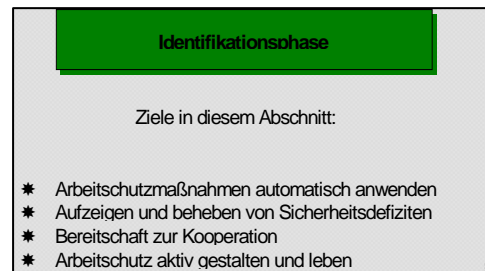 Identifikationsphase
Ziele in diesem Abschnitt:
✷ Arbeitschutzmaßnahmen automatisch anwenden
✷ Aufzeigen und beheben von Sicherheitsdefiziten
✷ Bereitschaft zur Kooperation
✷ Arbeitschutz aktiv gestalten und leben